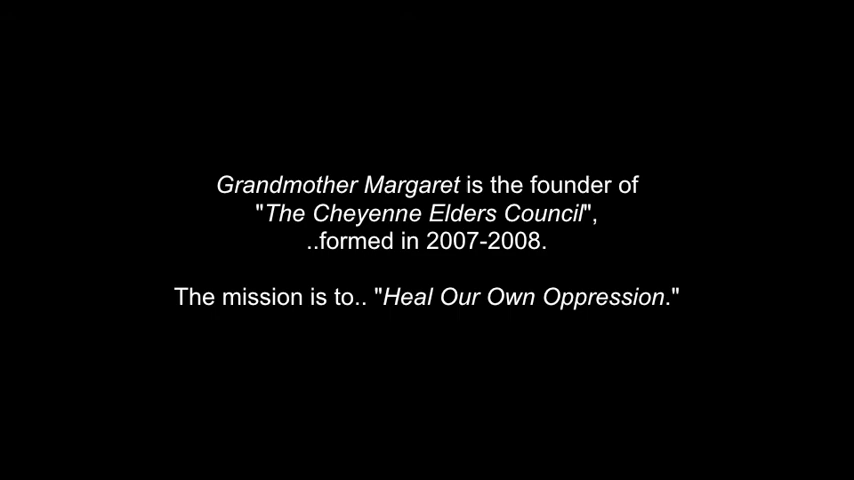 Grandmother Margaret is the founder of
"The Cheyenne Elders Council",
..formed in 2007-2008.
The mission is to.. "Heal Our Own Oppression."